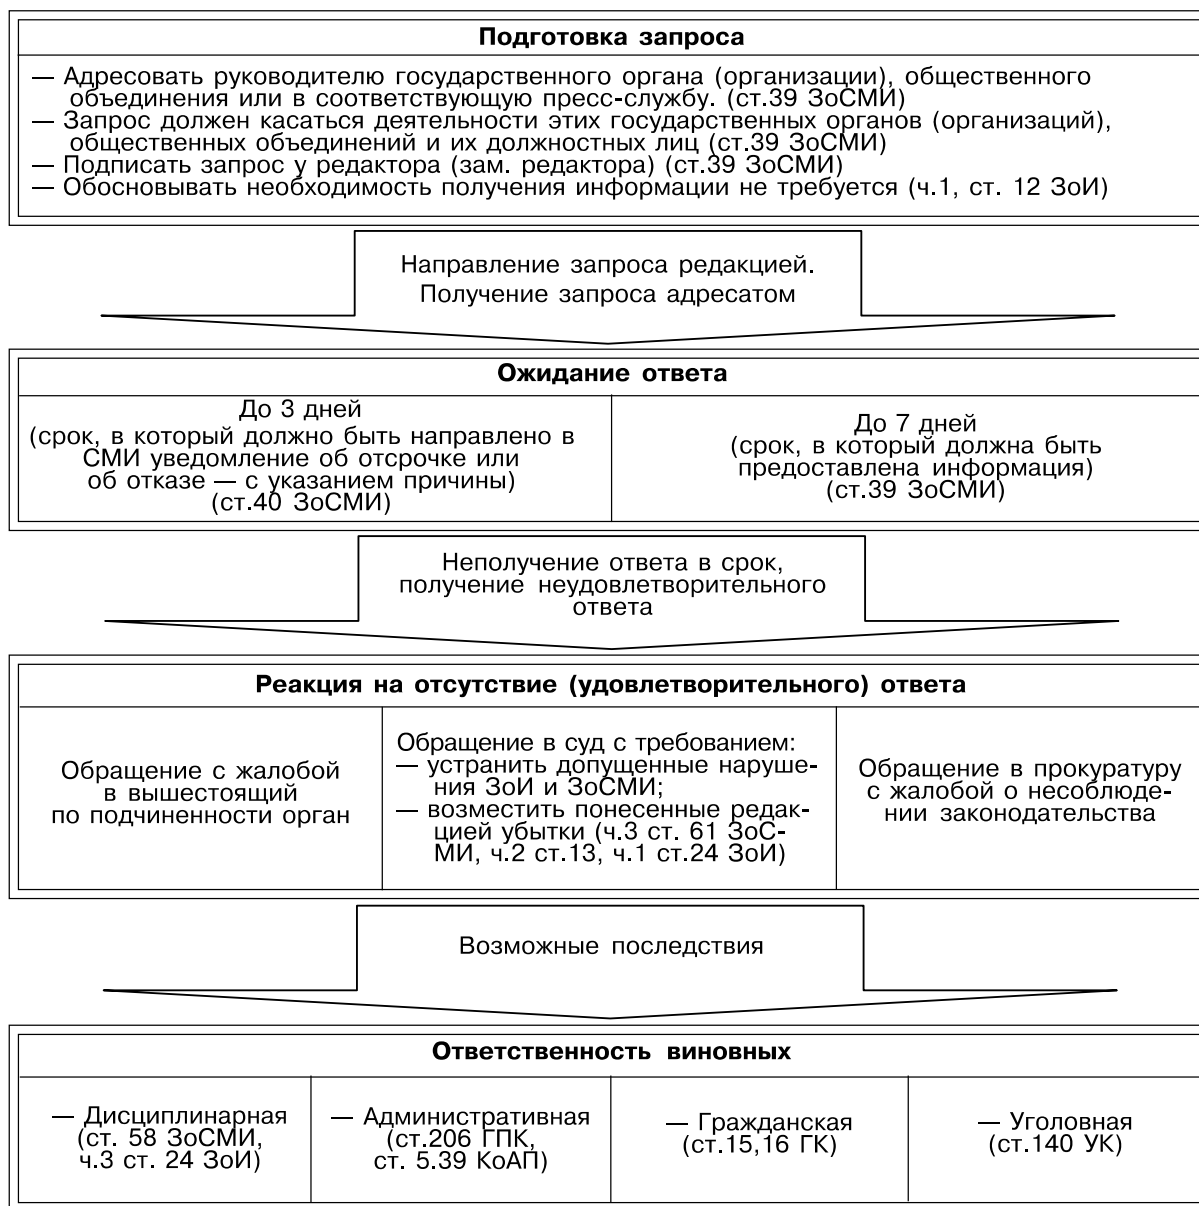 Подготовка запроса
— Адресовать руководителю государственного органа (организации), общественного
объединения или в соответствующую пресс-службу. (ст.39 ЗоСМИ)
— Запрос должен касаться деятельности этих государственных органов (организаций),
общественных объединений и их должностных лиц (ст.39 ЗоСМИ)
— Подписать запрос у редактора (зам. редактора) (ст.39 ЗоСМИ)
— Обосновывать необходимость получения информации не требуется (ч.1, ст. 12 ЗоИ)
Направление запроса редакцией.
Получение запроса адресатом
Ожидание ответа
До 3 дней
(срок, в который должно быть направлено в
СМИ уведомление об отсрочке или
об отказе — с указанием причины)
(ст.40 ЗоСМИ)
До 7 дней
(срок, в который должна быть
предоставлена информация)
(ст.39 ЗоСМИ)
Неполучение ответа в срок,
получение неудовлетворительного
ответа
Реакция на отсутствие (удовлетворительного) ответа
Обращение с жалобой
в вышестоящий
по подчиненности орган
Обращение в суд с требованием:
— устранить допущенные наруше-
ния ЗоИ и ЗоСМИ;
— возместить понесенные редак-
цией убытки (ч.3 ст. 61 ЗоС-
МИ, ч.2 ст.13, ч.1 ст.24 ЗоИ)
Обращение в прокуратуру
с жалобой о несоблюде-
нии законодательства
Возможные последствия
Ответственность виновных
— Дисциплинарная
(ст. 58 ЗоСМИ,
ч.3 ст. 24 ЗоИ)
— Административная
(ст.206 ГПК,
ст. 5.39 КоАП)
— Гражданская
(ст.15,16 ГК)
— Уголовная
(ст.140 УК)